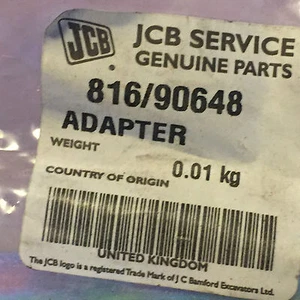 JCB
JCB SERVICE
GENUINE PARTS
816/90648
ADAPTER
WEIGHT
0.01 kg
COUNTRY OF ORIGIN
UNITED KINGDOM
The JCB logo is a registered Trade Mark of J C Bamford Excavators Ltd.